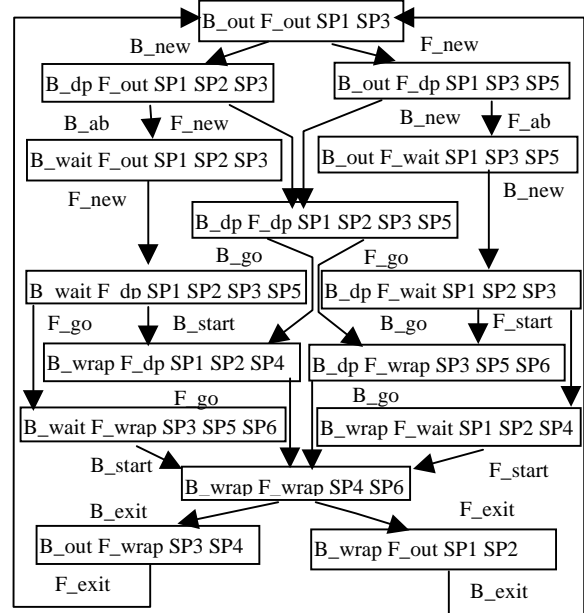 B_out F_out SP1 SP3
B_new F_new
B_dp F_out SP1 SP2 SP3
B_out F_dp SP1 SP3 SP5
B_ab F_new
B_new F_ab
B_wait F_out SP1 SP2 SP3
B_out F_wait SP1 SP3 SP5
F_new
B_new
B_dp F_dp SP1 SP2 SP3 SP5
B_go F_go
B_wait F_dp SP1 SP2 SP3 SP5
B_dp F_wait SP1 SP2 SP3
F_go B_start
B_go F_start
B_wrap F_dp SP1 SP2 SP4
B_dp F_wrap SP3 SP5 SP6
F_go
B_go
B_wait F_wrap SP3 SP5 SP6
B_wrap F_wait SP1 SP2 SP4
B_start
F_start
B_wrap F_wrap SP4 SP6
B_exit
F_exit
B_out F_wrap SP3 SP4
B_wrap F_out SP1 SP2
F_exit
B_exit